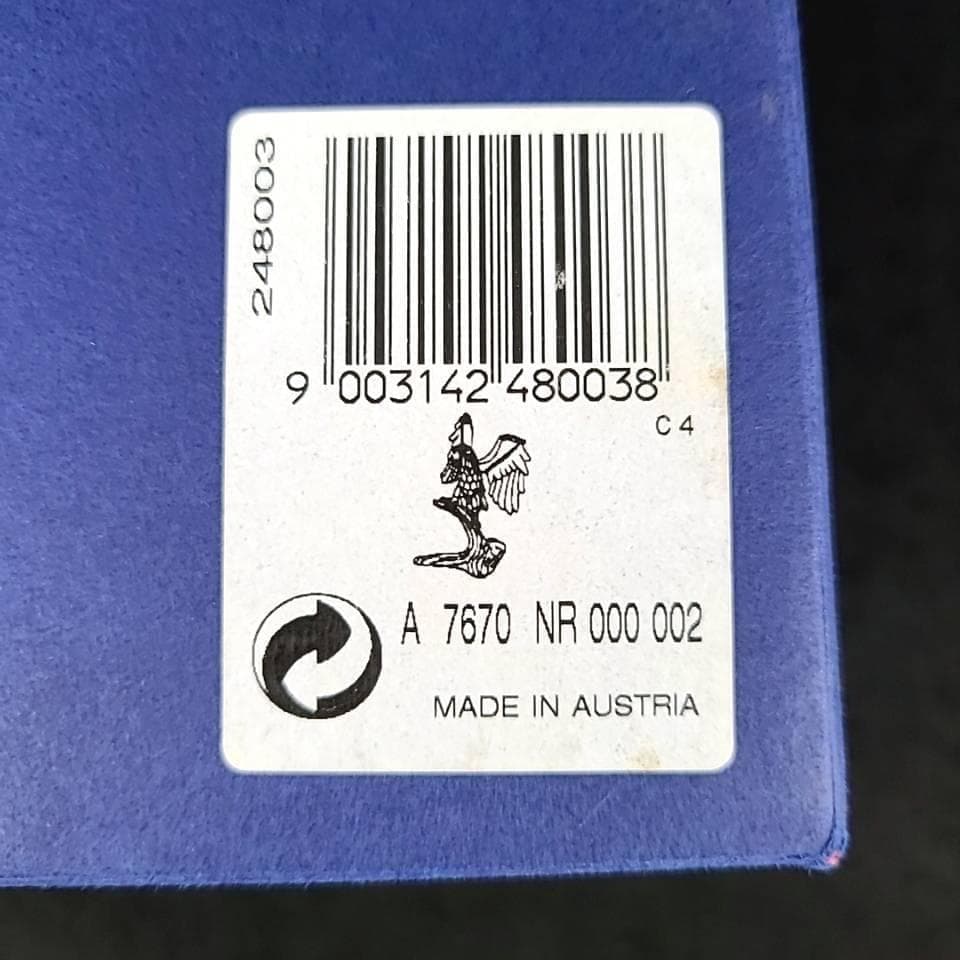 248003
9 003142 480038
C 4
A 7670 NR 000 002
MADE IN AUSTRIA